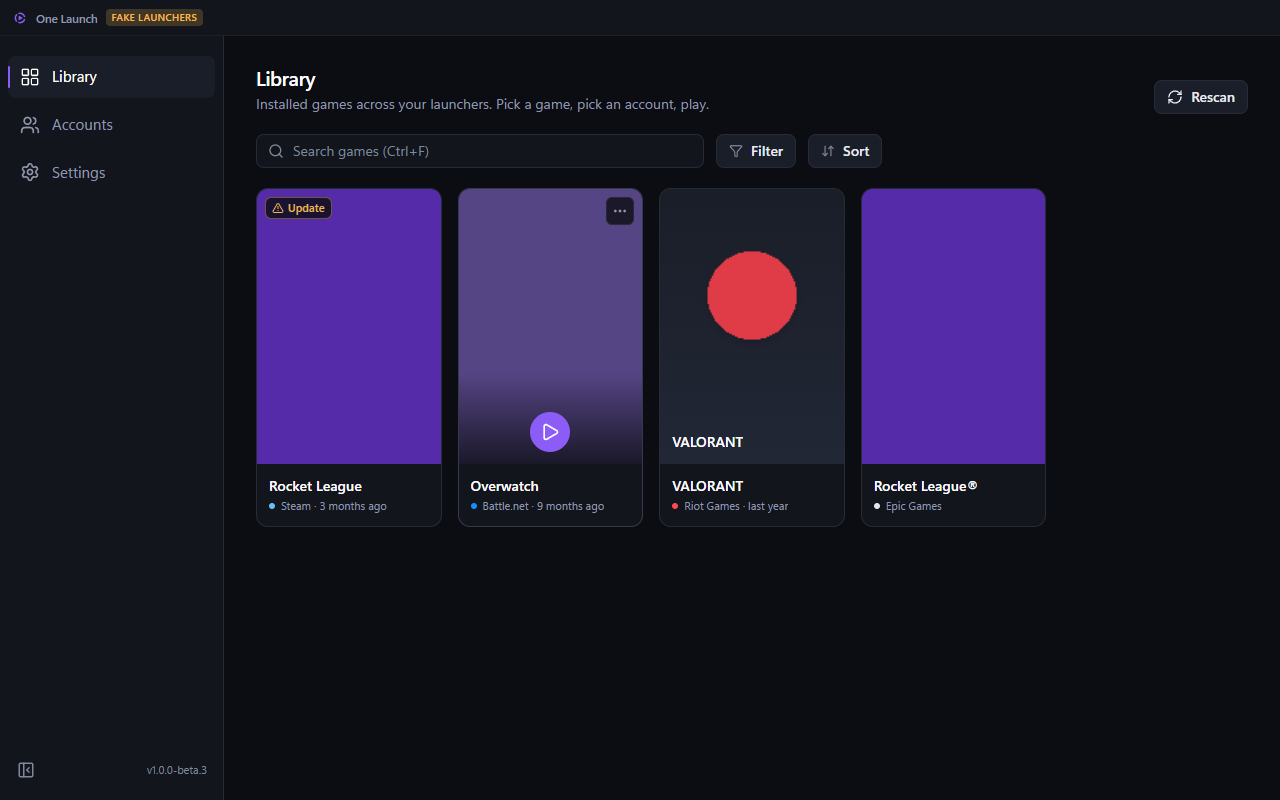 One Launch FAKE LAUNCHERS
Library
Accounts
Settings
v1.0.0-beta.3
Library
Installed games across your launchers. Pick a game, pick an account, play.
Rescan
Search games (Ctrl+F)
Filter
Sort
Update
Rocket League
Steam · 3 months ago
Overwatch
Battle.net · 9 months ago
VALORANT
VALORANT
Riot Games · last year
Rocket League®
Epic Games